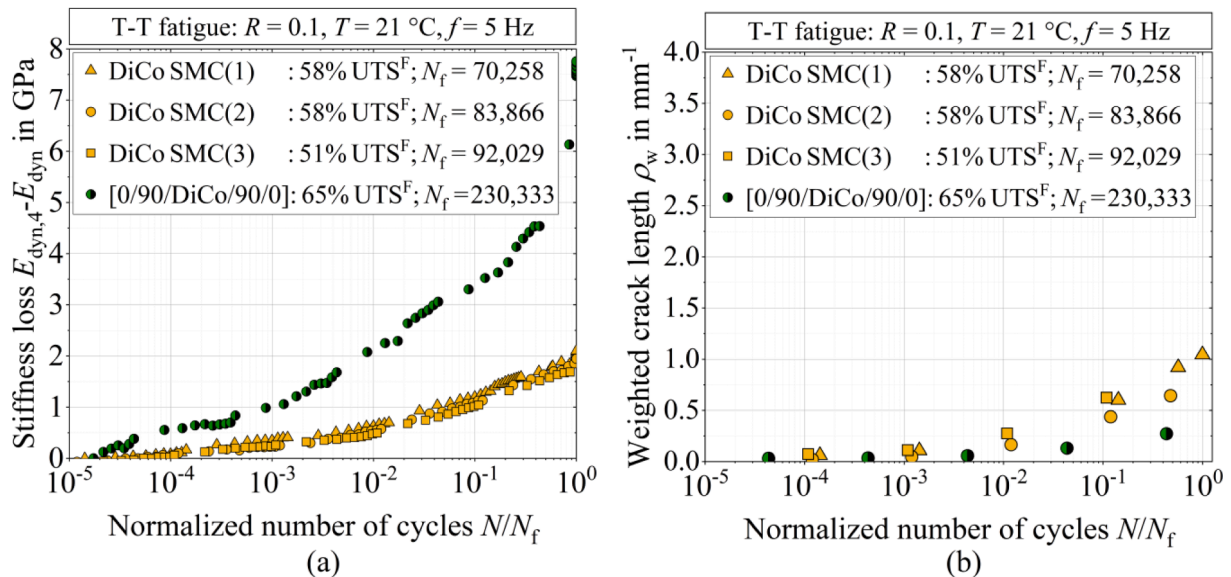 T-T fatigue: R = 0.1, T = 21 °C, f = 5 Hz
DiCo SMC(1) : 58% UTS^F; N_f = 70,258
DiCo SMC(2) : 58% UTS^F; N_f = 83,866
DiCo SMC(3) : 51% UTS^F; N_f = 92,029
[0/90/DiCo/90/0]: 65% UTS^F; N_f = 230,333
Stiffness loss E_dyn,4-E_dyn in GPa
8
7
6
5
4
3
2
1
0
10^-5 10^-4 10^-3 10^-2 10^-1 10^0
Normalized number of cycles N/N_f
(a)
T-T fatigue: R = 0.1, T = 21 °C, f = 5 Hz
DiCo SMC(1) : 58% UTS^F; N_f = 70,258
DiCo SMC(2) : 58% UTS^F; N_f = 83,866
DiCo SMC(3) : 51% UTS^F; N_f = 92,029
[0/90/DiCo/90/0]: 65% UTS^F; N_f = 230,333
Weighted crack length ρ_w in mm^-1
4.0
3.5
3.0
2.5
2.0
1.5
1.0
0.5
0.0
10^-5 10^-4 10^-3 10^-2 10^-1 10^0
Normalized number of cycles N/N_f
(b)